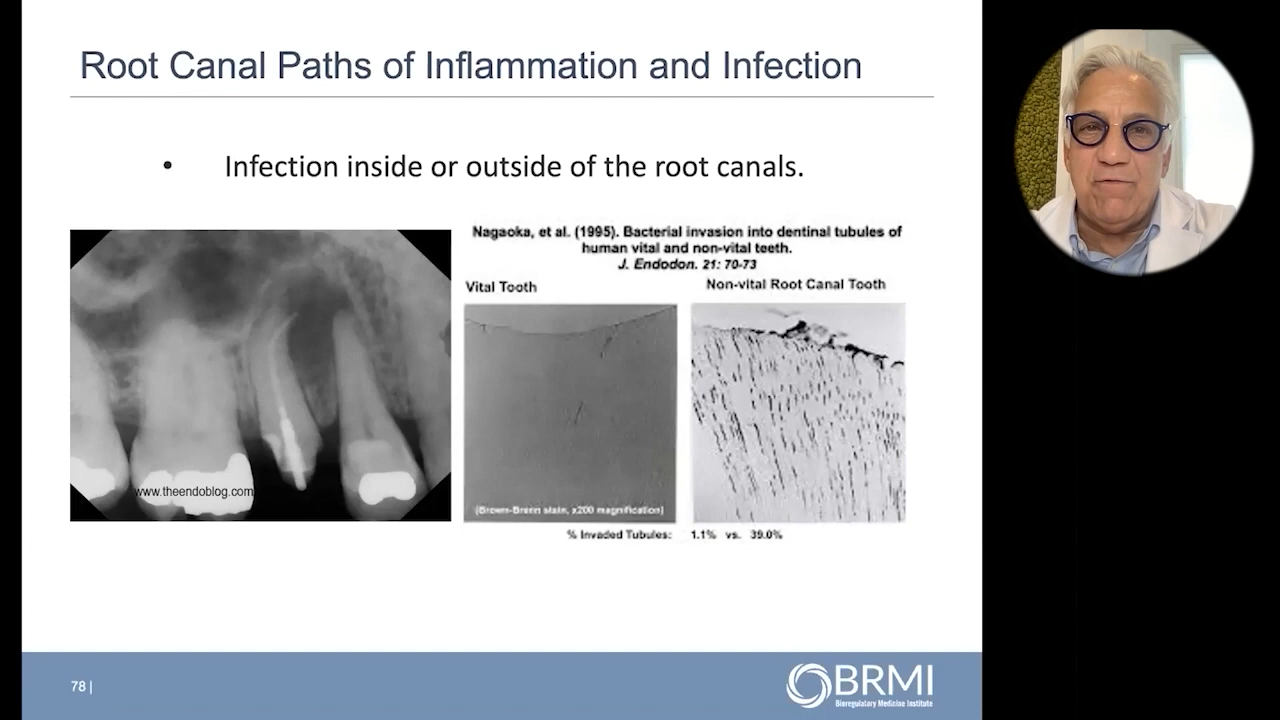 Root Canal Paths of Inflammation and Infection
• Infection inside or outside of the root canals.
Nagaoka, et al. (1995). Bacterial invasion into dentinal tubules of
human vital and non-vital teeth.
J. Endodon. 21: 70-73
Vital Tooth
Non-vital Root Canal Tooth
www.theendoblog.com
(Brown-Brenn stain, x200 magnification)
% Invaded Tubules: 1.1% vs. 39.0%
78 |
BRMI
Bioregulatory Medicine Institute